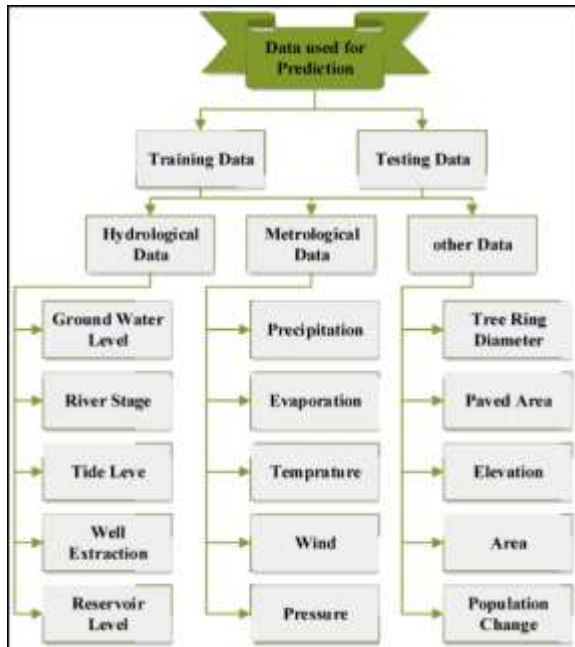 Data used for
Prediction
Training Data
Testing Data
Hydrological
Data
Metrological
Data
other Data
Ground Water
Level
River Stage
Tide Leve
Well
Extraction
Reservoir
Level
Precipitation
Evaporation
Temprature
Wind
Pressure
Tree Ring
Diameter
Paved Area
Elevation
Area
Population
Change